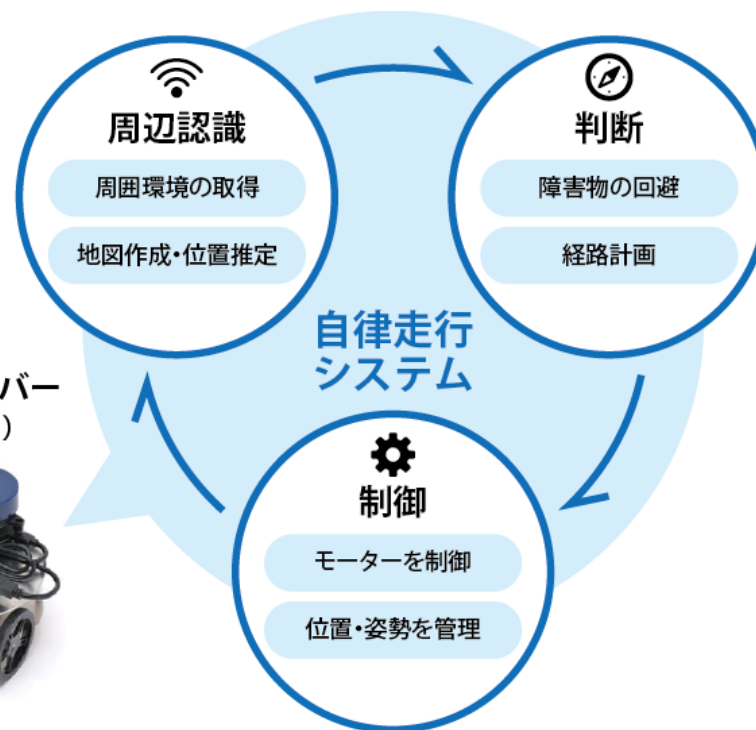 周辺認識
周囲環境の取得
地図作成・位置推定
判断
障害物の回避
経路計画
自律走行
システム
バー
)
制御
モーターを制御
位置・姿勢を管理